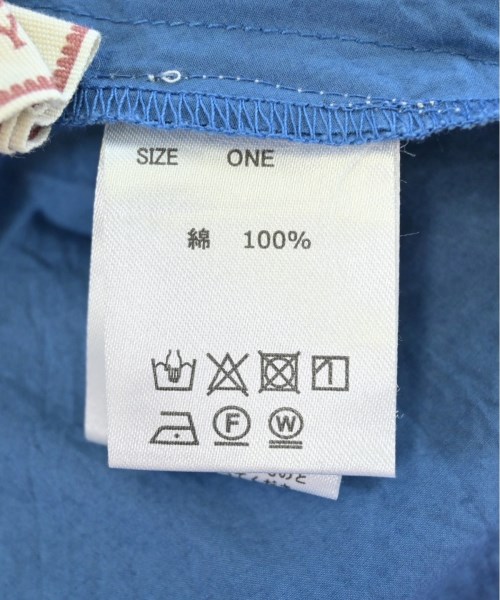 SIZE ONE
綿 100%
F W
Y